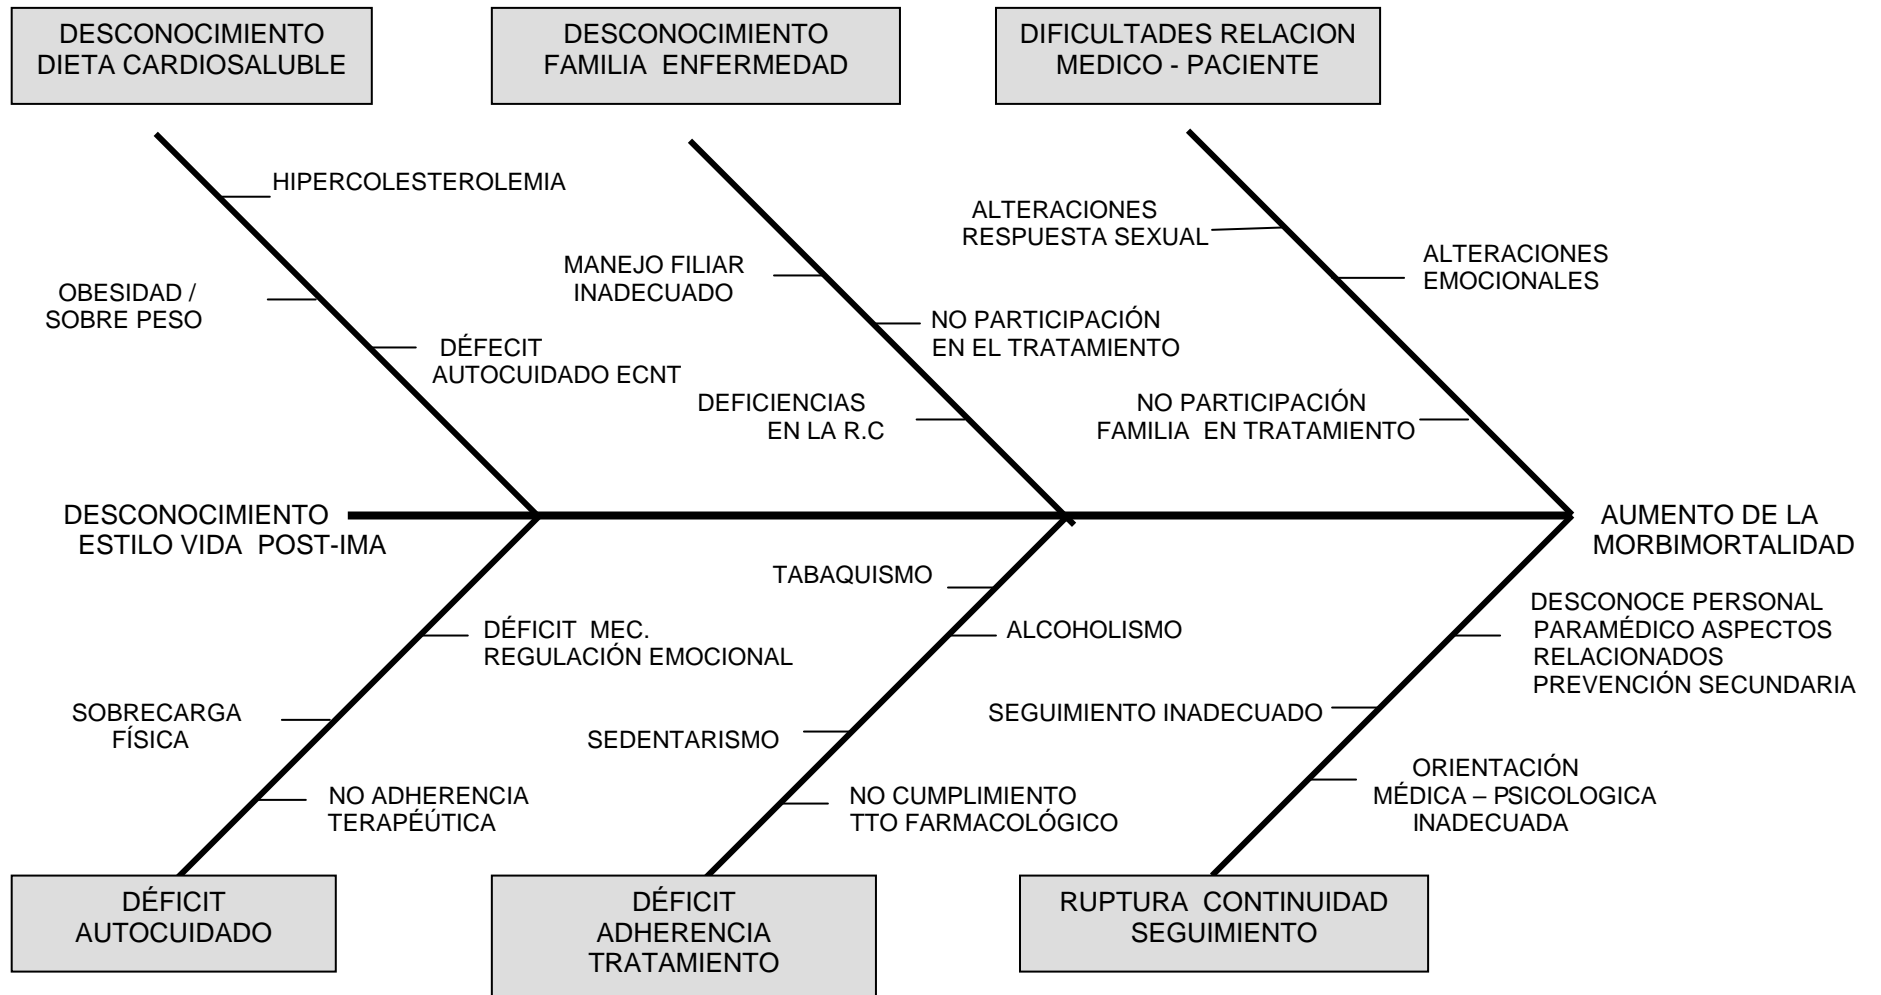 DESCONOCIMIENTO
DIETA CARDIOSALUBLE
DESCONOCIMIENTO
FAMILIA ENFERMEDAD
DIFICULTADES RELACION
MEDICO - PACIENTE
HIPERCOLESTEROLEMIA
OBESIDAD /
SOBRE PESO
DÉFECIT
AUTOCUIDADO ECNT
MANEJO FILIAR
INADECUADO
NO PARTICIPACIÓN
EN EL TRATAMIENTO
DEFICIENCIAS
EN LA R.C
ALTERACIONES
RESPUESTA SEXUAL
ALTERACIONES
EMOCIONALES
NO PARTICIPACIÓN
FAMILIA EN TRATAMIENTO
DESCONOCIMIENTO
ESTILO VIDA POST-IMA
AUMENTO DE LA
MORBIMORTALIDAD
DÉFICIT MEC.
REGULACIÓN EMOCIONAL
SOBRECARGA
FÍSICA
NO ADHERENCIA
TERAPÉÚTICA
TABAQUISMO
ALCOHOLISMO
SEDENTARISMO
NO CUMPLIMIENTO
TTO FARMACOLÓGICO
DESCONOCE PERSONAL
PARAMÉDICO ASPECTOS
RELACIONADOS
PREVENCIÓN SECUNDARIA
SEGUIMIENTO INADECUADO
ORIENTACIÓN
MÉDICA – PSICOLOGICA
INADECUADA
DÉFICIT
AUTOCUIDADO
DÉFICIT
ADHERENCIA
TRATAMIENTO
RUPTURA CONTINUIDAD
SEGUIMIENTO